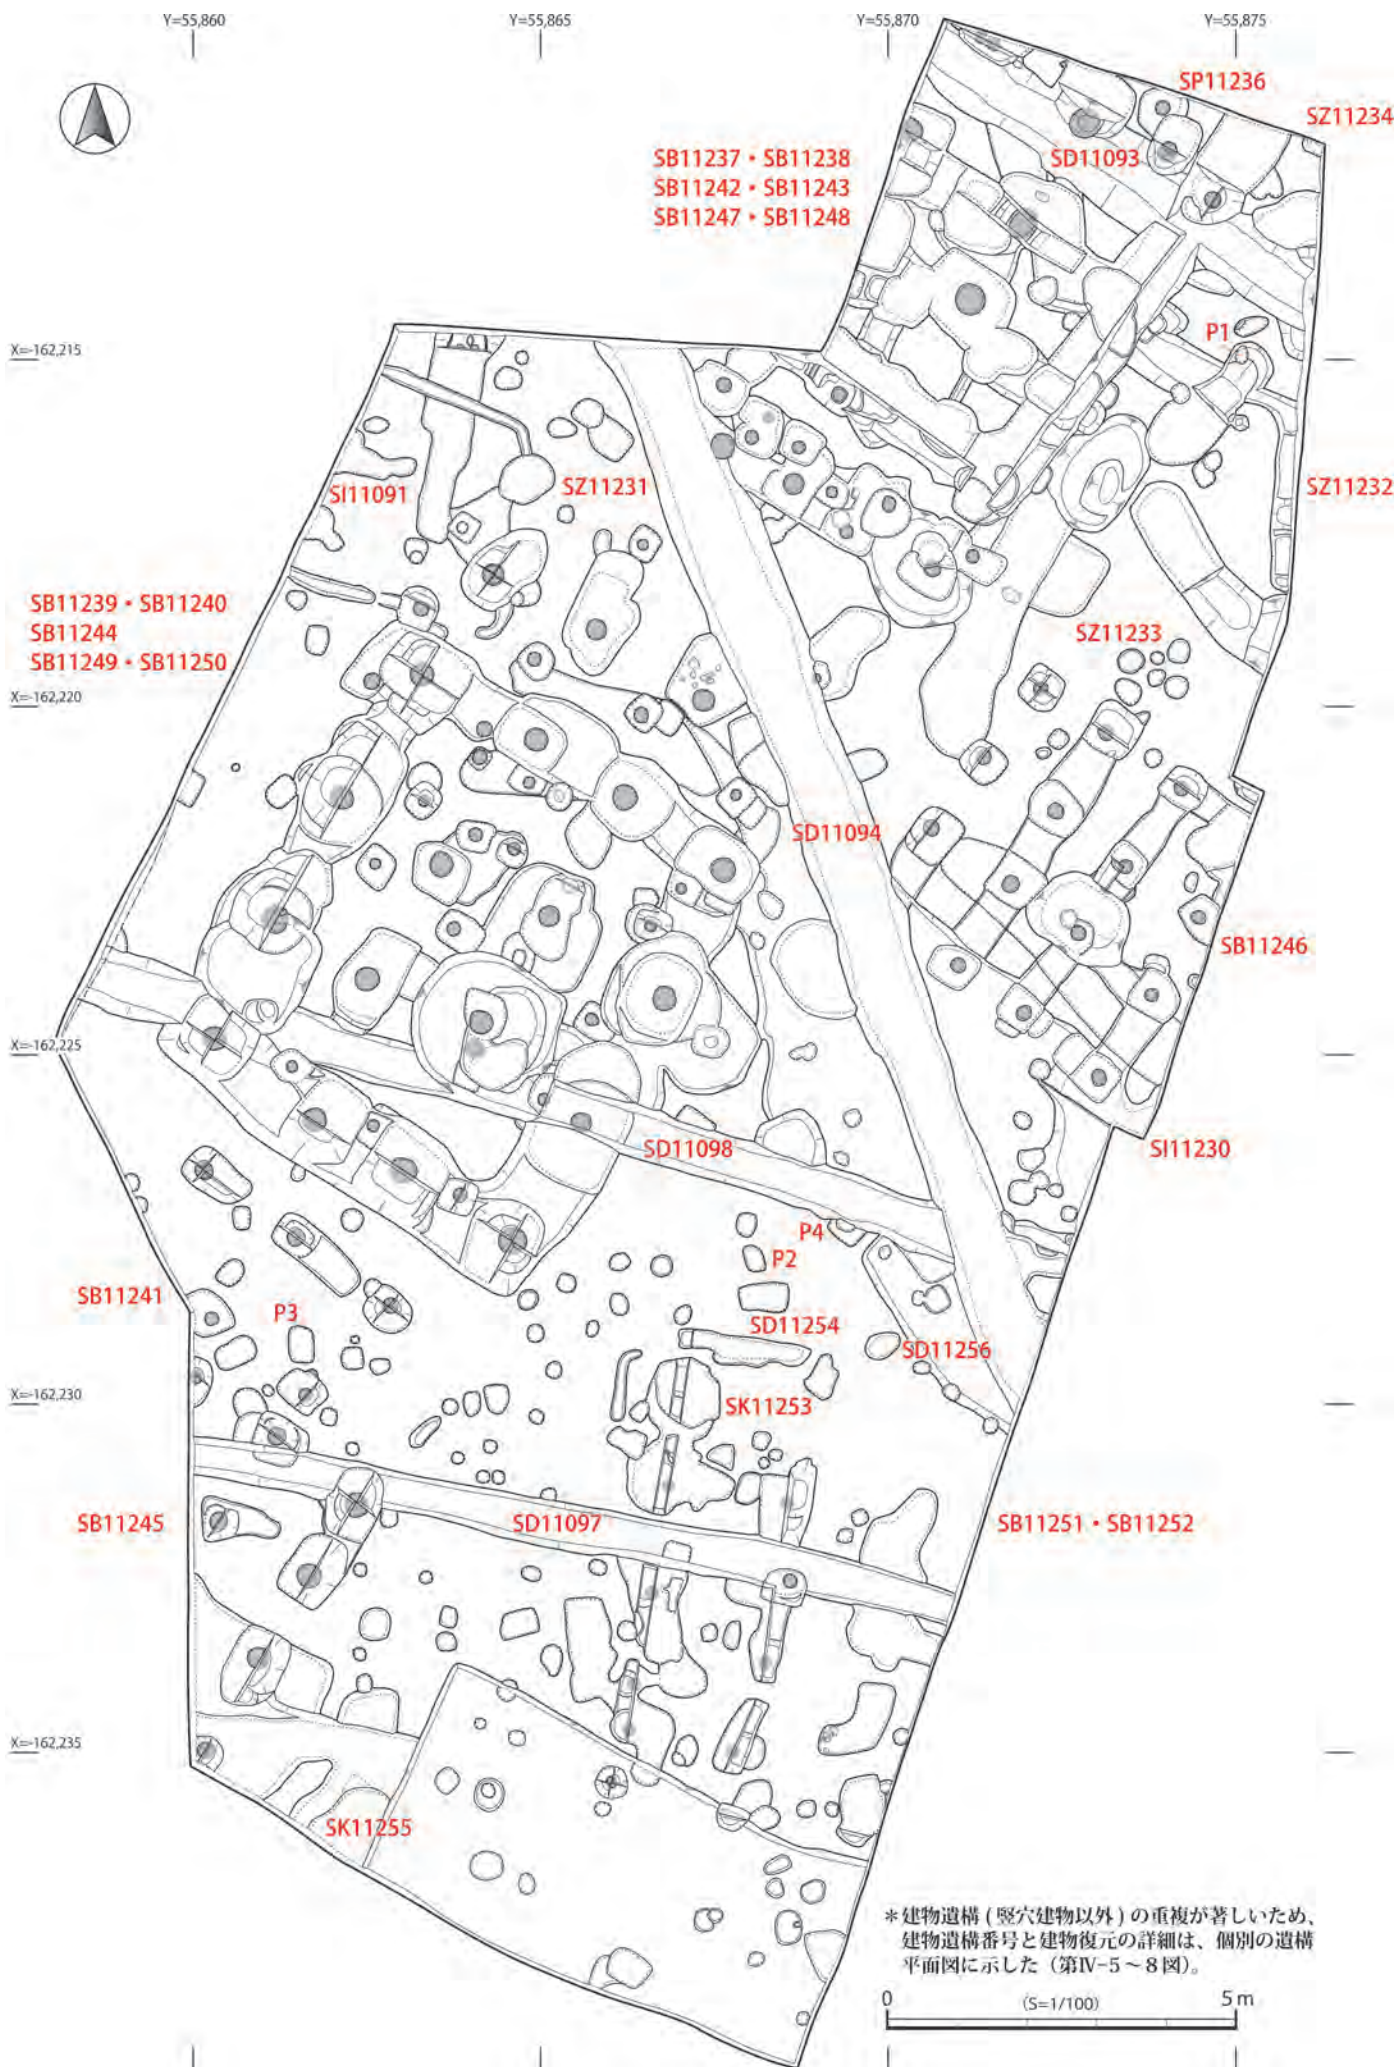 Y=55,860
Y=55,865
Y=55,870
Y=55,875
SP11236
SZ11234
SB11237・SB11238
SB11242・SB11243
SB11247・SB11248
SD11093
P1
X=-162,215
SI11091
SZ11231
SZ11232
SB11239・SB11240
SB11244
SB11249・SB11250
SZ11233
X=-162,220
SD11094
SB11246
X=-162,225
SD11098
SI11230
P4
P2
SB11241
P3
SD11254
SD11256
X=-162,230
SK11253
SB11245
SD11097
SB11251・SB11252
X=-162,235
SK11255
＊建物遺構 ( 竪穴建物以外 ) の重複が著しいため、
建物遺構番号と建物復元の詳細は、個別の遺構
平面図に示した（第Ⅳ-5～8図）。
0
(S=1/100)
5 m